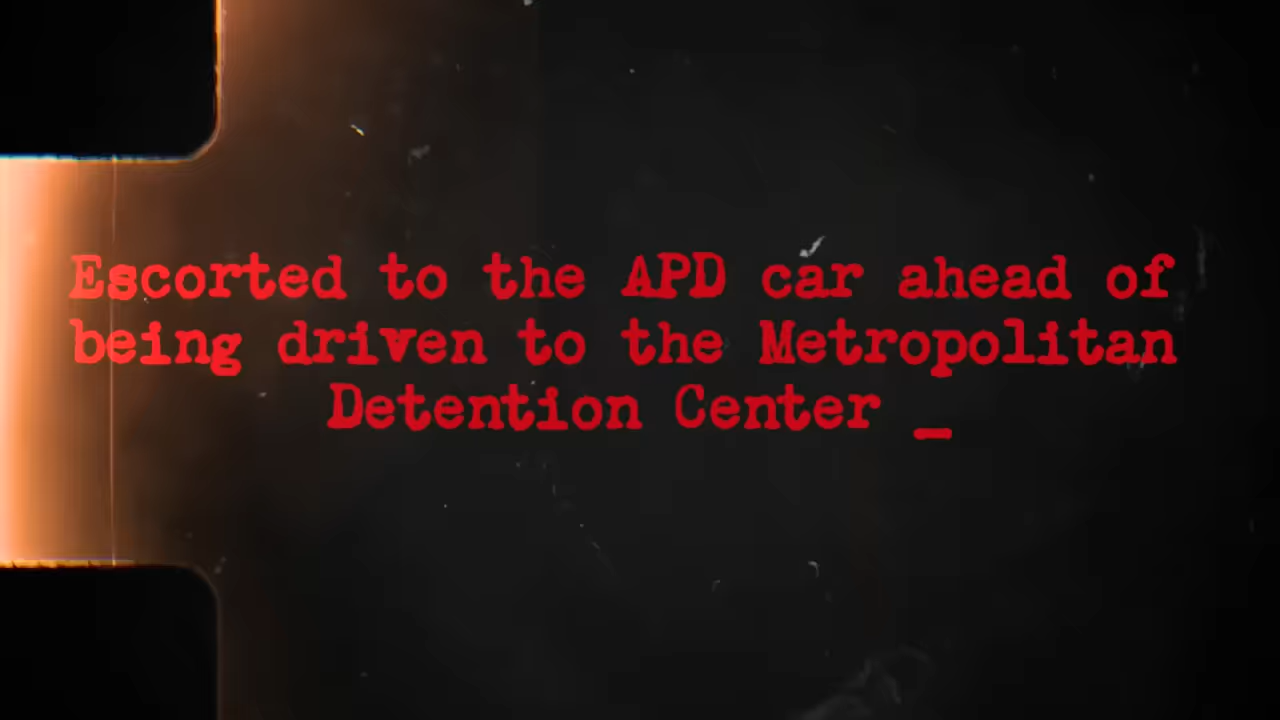 Escorted to the APD car ahead of
being driven to the Metropolitan
Detention Center _